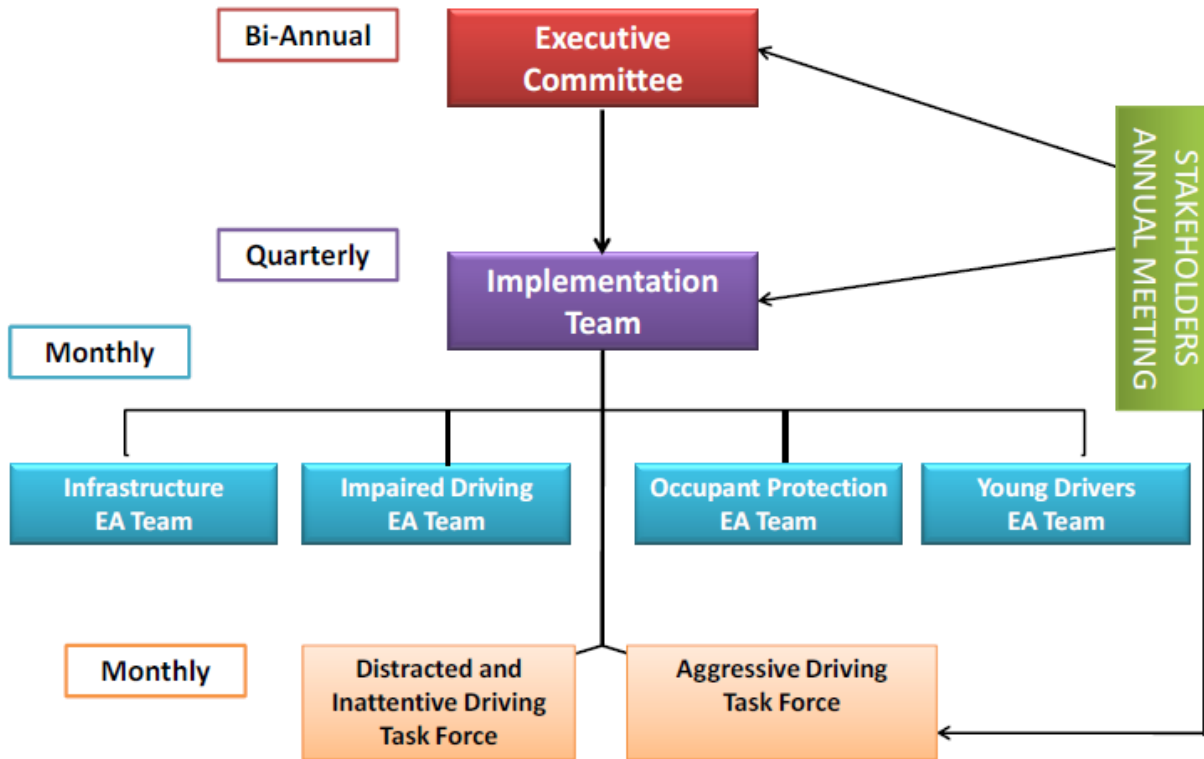 Bi-Annual
Executive
Committee
STAKEHOLDERS
ANNUAL MEETING
Quarterly
Implementation
Team
Monthly
Infrastructure
EA Team
Impaired Driving
EA Team
Occupant Protection
EA Team
Young Drivers
EA Team
Monthly
Distracted and
Inattentive Driving
Task Force
Aggressive Driving
Task Force